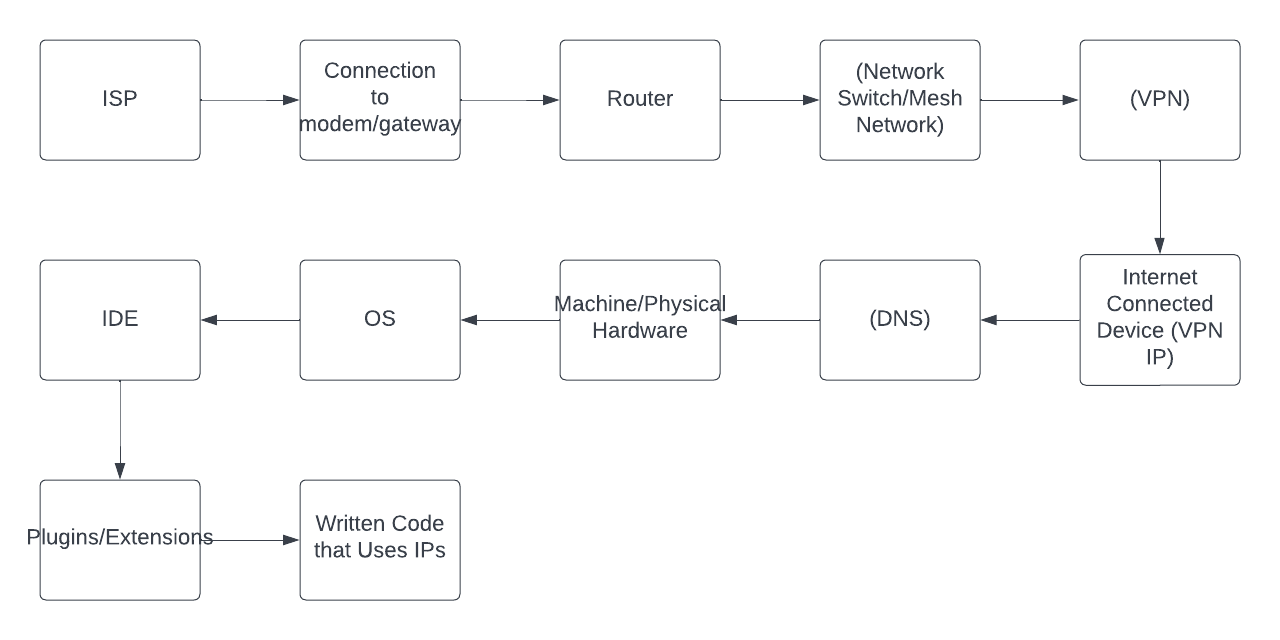 ISP
Connection
to
modem/gateway
Router
(Network
Switch/Mesh
Network)
(VPN)
IDE
OS
Machine/Physical
Hardware
(DNS)
Internet
Connected
Device (VPN
IP)
Plugins/Extensions
Written Code
that Uses IPs